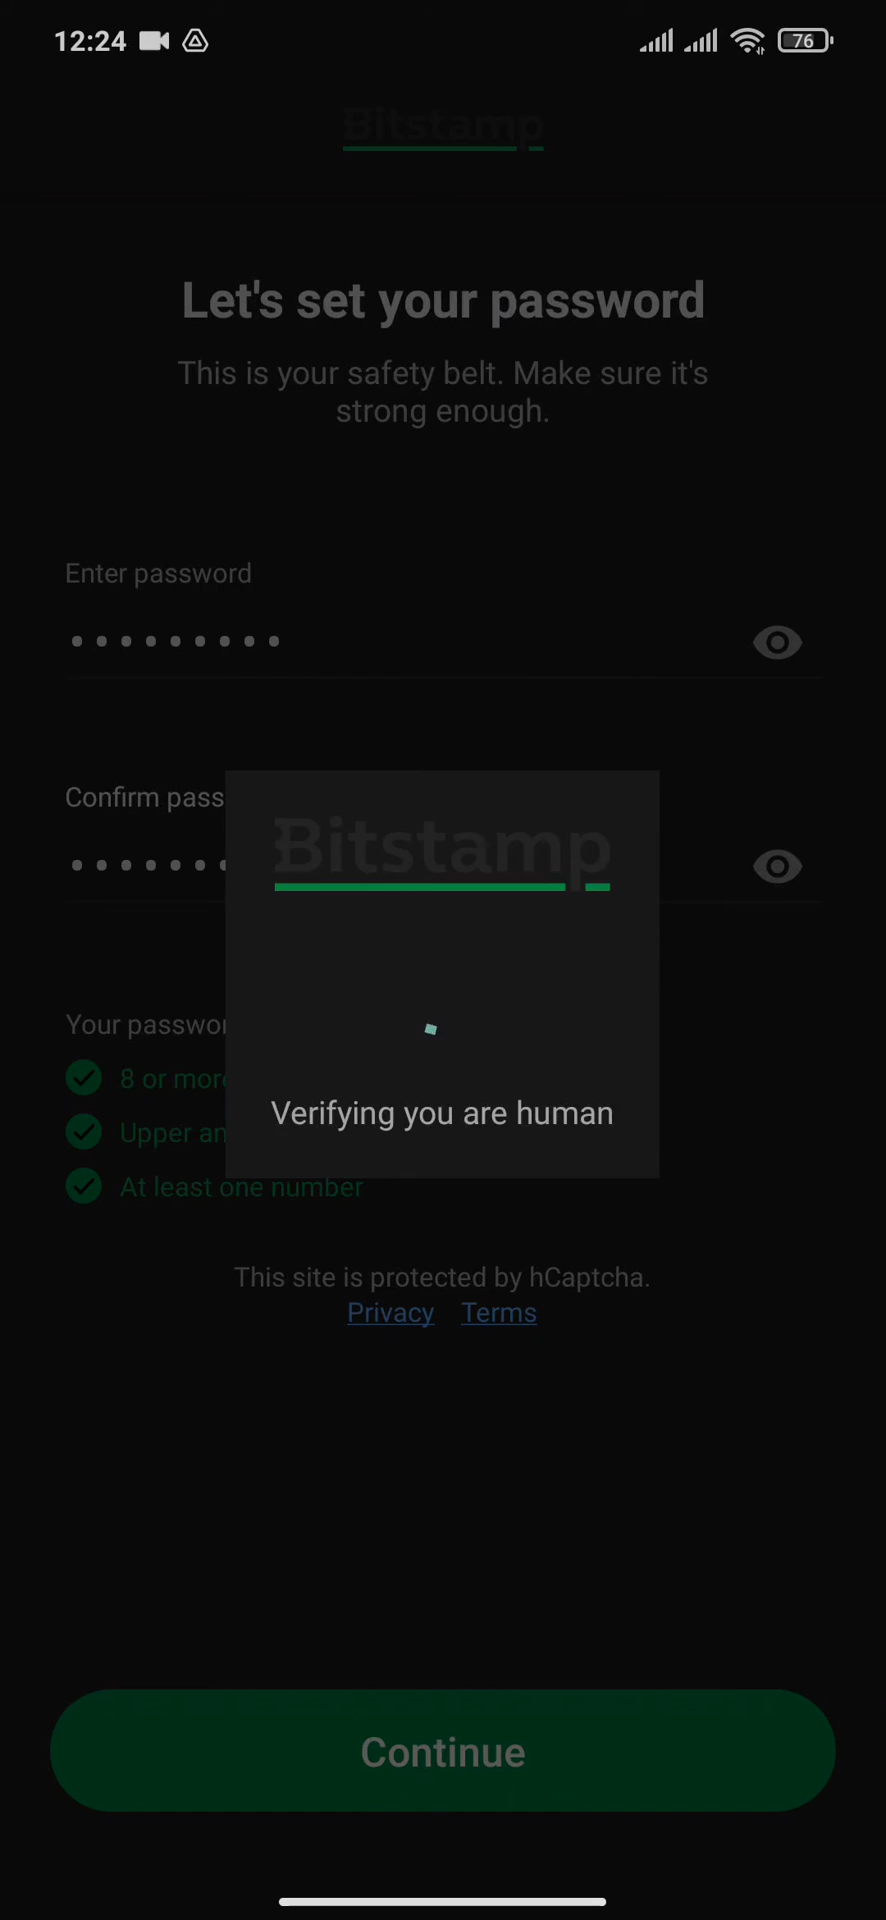 12:24
76
Bitstamp
Let's set your password
This is your safety belt. Make sure it's
strong enough.
Enter password
Confirm pass
Bitstamp
Your passwor
8 or more
Verifying you are human
Upper an
At least one number
This site is protected by hCaptcha.
Privacy Terms
Continue